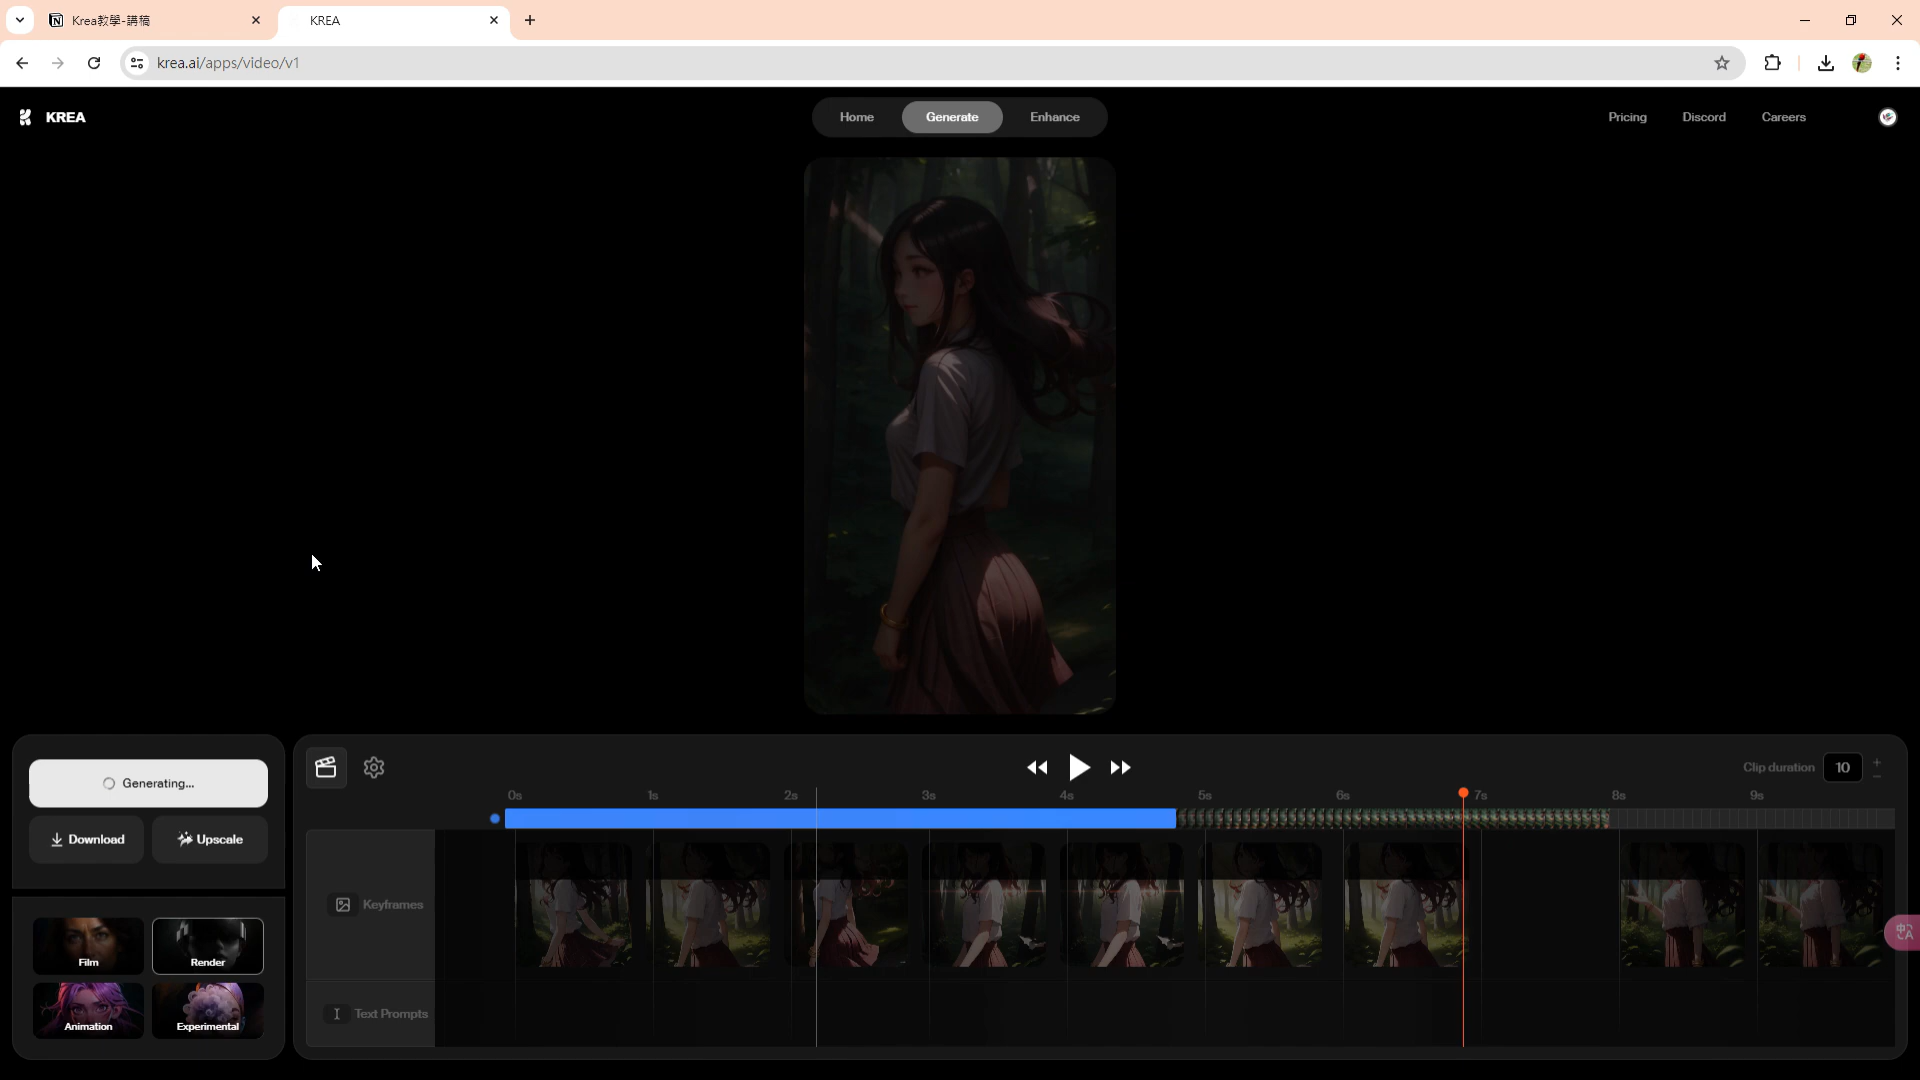 Krea教學-講稿
KREA
krea.ai/apps/video/v1
KREA
Home
Generate
Enhance
Pricing
Discord
Careers
Generating...
Download
Upscale
Film
Render
Animation
Experimental
Clip duration
10
0s
1s
2s
3s
4s
5s
6s
7s
8s
9s
Keyframes
Text Prompts
中A